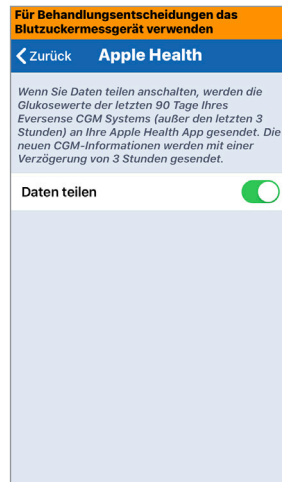 Für Behandlungsentscheidungen das
Blutzuckermessgerät verwenden
Zurück Apple Health
Wenn Sie Daten teilen anschalten, werden die
Glukosewerte der letzten 90 Tage Ihres
Eversense CGM Systems (außer den letzten 3
Stunden) an Ihre Apple Health App gesendet. Die
neuen CGM-Informationen werden mit einer
Verzögerung von 3 Stunden gesendet.
Daten teilen